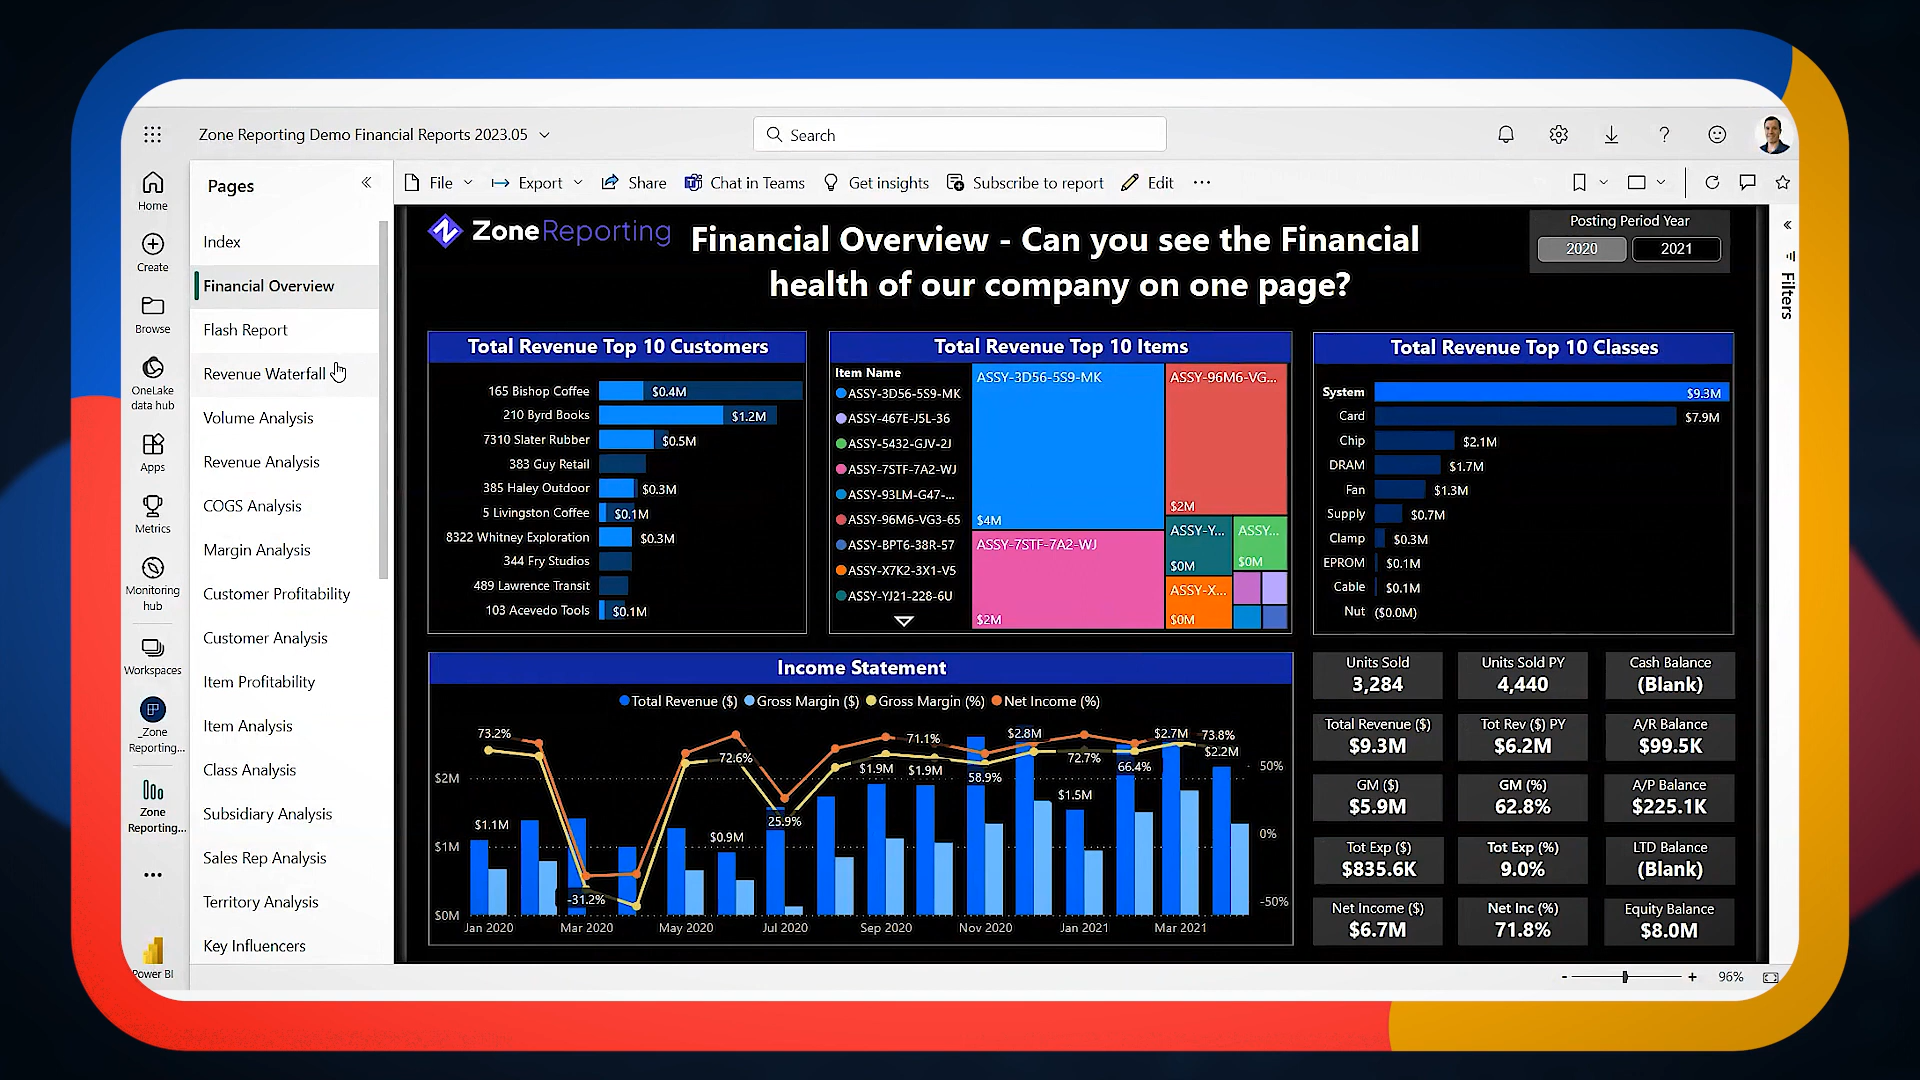 Zone Reporting Demo Financial Reports 2023.05
Search
Home
Create
Browse
OneLake
data hub
Apps
Metrics
Monitoring
hub
Workspaces
_Zone
Reporting...
Zone
Reporting...
Power BI
Pages
Index
Financial Overview
Flash Report
Revenue Waterfall
Volume Analysis
Revenue Analysis
COGS Analysis
Margin Analysis
Customer Profitability
Customer Analysis
Item Profitability
Item Analysis
Class Analysis
Subsidiary Analysis
Sales Rep Analysis
Territory Analysis
Key Influencers
File
Export
Share
Chat in Teams
Get insights
Subscribe to report
Edit
ZoneReporting
Financial Overview - Can you see the Financial
health of our company on one page?
Posting Period Year
2020 2021
Filters
Total Revenue Top 10 Customers
165 Bishop Coffee $0.4M
210 Byrd Books $1.2M
7310 Slater Rubber $0.5M
383 Guy Retail
385 Haley Outdoor $0.3M
5 Livingston Coffee $0.1M
8322 Whitney Exploration $0.3M
344 Fry Studios
489 Lawrence Transit
103 Acevedo Tools $0.1M
Total Revenue Top 10 Items
Item Name
ASSY-3D56-5S9-MK
ASSY-467E-J5L-36
ASSY-5432-GJV-2J
ASSY-7STF-7A2-WJ
ASSY-93LM-G47-...
ASSY-96M6-VG3-65
ASSY-BPT6-38R-57
ASSY-X7K2-3X1-V5
ASSY-YJ21-228-6U
ASSY-3D56-5S9-MK
$4M
ASSY-7STF-7A2-WJ
$2M
ASSY-96M6-VG...
$2M
ASSY-Y...
$0M
ASSY...
$0M
ASSY-X...
$0M
Total Revenue Top 10 Classes
System $9.3M
Card $7.9M
Chip $2.1M
DRAM $1.7M
Fan $1.3M
Supply $0.7M
Clamp $0.3M
EPROM $0.1M
Cable $0.1M
Nut ($0.0M)
Income Statement
Total Revenue ($) Gross Margin ($) Gross Margin (%) Net Income (%)
$2M
$1M
$0M
50%
0%
-50%
73.2%
$1.1M
-31.2%
72.6%
$0.9M
25.9%
71.1%
$1.9M
$1.9M
58.9%
$2.8M
72.7%
$1.5M
66.4%
$2.7M
73.8%
$2.2M
Jan 2020 Mar 2020 May 2020 Jul 2020 Sep 2020 Nov 2020 Jan 2021 Mar 2021
Units Sold
3,284
Units Sold PY
4,440
Cash Balance
(Blank)
Total Revenue ($)
$9.3M
Tot Rev ($) PY
$6.2M
A/R Balance
$99.5K
GM ($)
$5.9M
GM (%)
62.8%
A/P Balance
$225.1K
Tot Exp ($)
$835.6K
Tot Exp (%)
9.0%
LTD Balance
(Blank)
Net Income ($)
$6.7M
Net Inc (%)
71.8%
Equity Balance
$8.0M
- + 96%